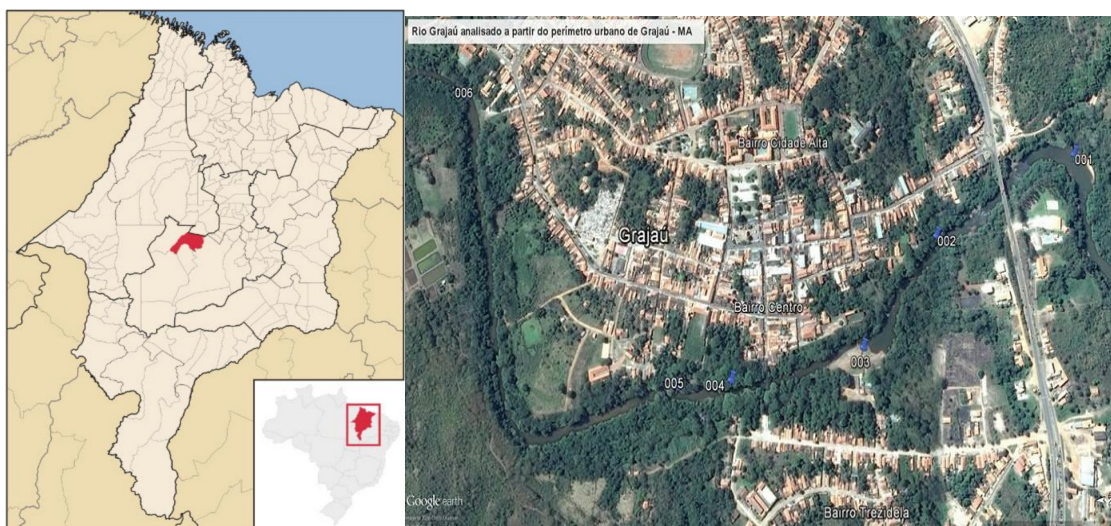 Rio Grajaú analisado a partir do perímetro urbano de Grajaú - MA
006
Bairro Cidade Alta
001
Grajaú
002
Bairro Centro
003
005
004
Google earth
Bairro Trezidela